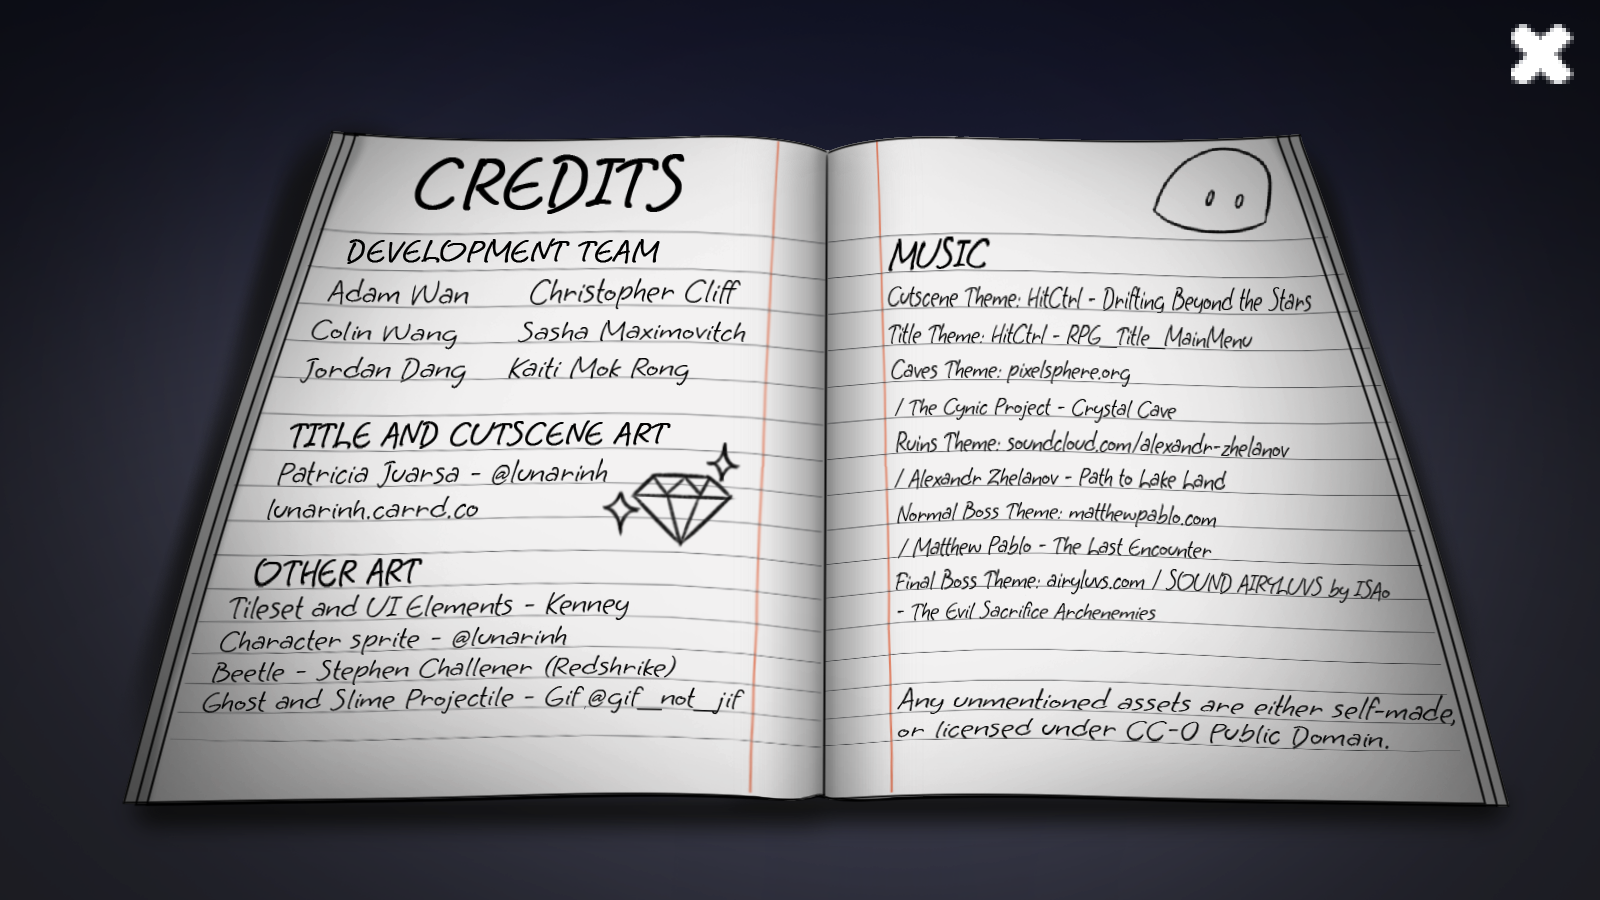 CREDITS
DEVELOPMENT TEAM
Adam Wan Christopher Cliff
Colin Wang Sasha Maximovitch
Jordan Dang Kaiti Mok Rong
TITLE AND CUTSCENE ART
Patricia Juarsa - @lunarinh
lunarinh.carrd.co
OTHER ART
Tileset and UI Elements - Kenney
Character sprite - @lunarinh
Beetle - Stephen Challener (Redshrike)
Ghost and Slime Projectile - Gif @gif_not_jif
MUSIC
Cutscene Theme: HitCtrl - Drifting Beyond the Stars
Title Theme: HitCtrl - RPG_Title_MainMenu
Caves Theme: pixelsphere.org
/ The Cynic Project - Crystal Cave
Ruins Theme: soundcloud.com/alexandr-zhelanov
/ Alexandr Zhelanov - Path to Lake Land
Normal Boss Theme: matthewpablo.com
/ Matthew Pablo - The Last Encounter
Final Boss Theme: airyluvs.com / SOUND AIRYLUVS by ISAo
- The Evil Sacrifice Archenemies
Any unmentioned assets are either self-made,
or licensed under CC-0 Public Domain.